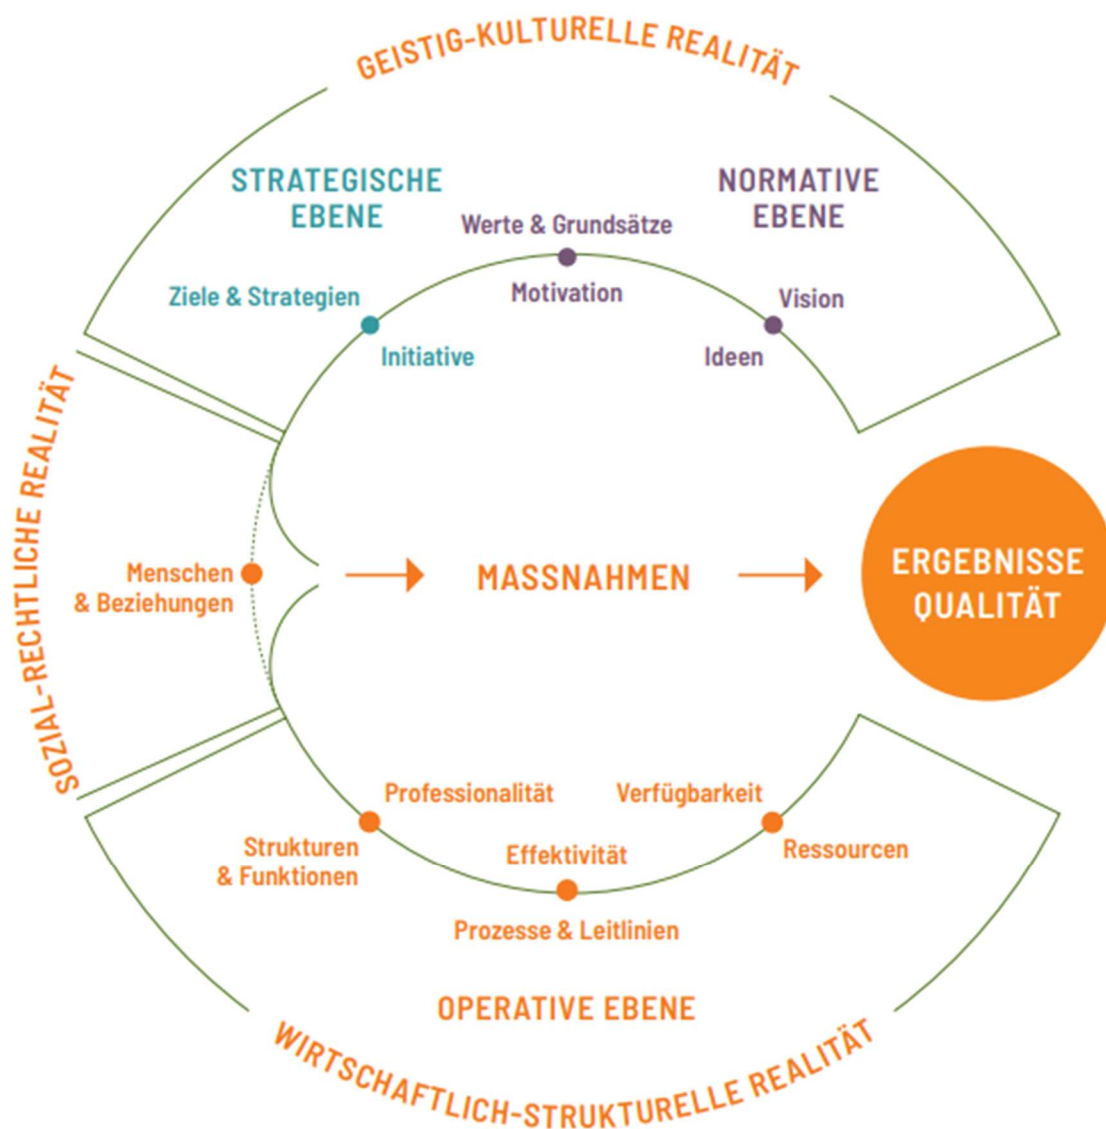 GEISTIG-KULTURELLE REALITÄT
STRATEGISCHE
EBENE
NORMATIVE
EBENE
Werte & Grundsätze
Motivation
Ziele & Strategien
Initiative
Vision
Ideen
SOZIAL-RECHTLICHE REALITÄT
Menschen
& Beziehungen
MASSNAHMEN
ERGEBNISSE
QUALITÄT
Professionalität
Verfügbarkeit
Strukturen
& Funktionen
Effektivität
Ressourcen
Prozesse & Leitlinien
OPERATIVE EBENE
WIRTSCHAFTLICH-STRUKTURELLE REALITÄT